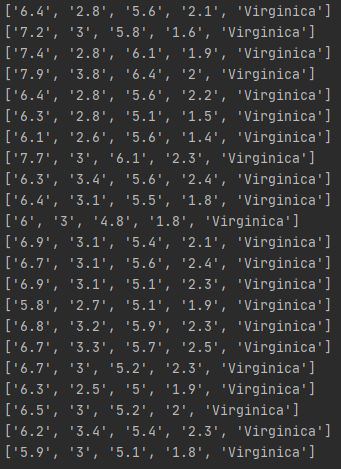 ['6.4', '2.8', '5.6', '2.1', 'Virginica']
['7.2', '3', '5.8', '1.6', 'Virginica']
['7.4', '2.8', '6.1', '1.9', 'Virginica']
['7.9', '3.8', '6.4', '2', 'Virginica']
['6.4', '2.8', '5.6', '2.2', 'Virginica']
['6.3', '2.8', '5.1', '1.5', 'Virginica']
['6.1', '2.6', '5.6', '1.4', 'Virginica']
['7.7', '3', '6.1', '2.3', 'Virginica']
['6.3', '3.4', '5.6', '2.4', 'Virginica']
['6.4', '3.1', '5.5', '1.8', 'Virginica']
['6', '3', '4.8', '1.8', 'Virginica']
['6.9', '3.1', '5.4', '2.1', 'Virginica']
['6.7', '3.1', '5.6', '2.4', 'Virginica']
['6.9', '3.1', '5.1', '2.3', 'Virginica']
['5.8', '2.7', '5.1', '1.9', 'Virginica']
['6.8', '3.2', '5.9', '2.3', 'Virginica']
['6.7', '3.3', '5.7', '2.5', 'Virginica']
['6.7', '3', '5.2', '2.3', 'Virginica']
['6.3', '2.5', '5', '1.9', 'Virginica']
['6.5', '3', '5.2', '2', 'Virginica']
['6.2', '3.4', '5.4', '2.3', 'Virginica']
['5.9', '3', '5.1', '1.8', 'Virginica']